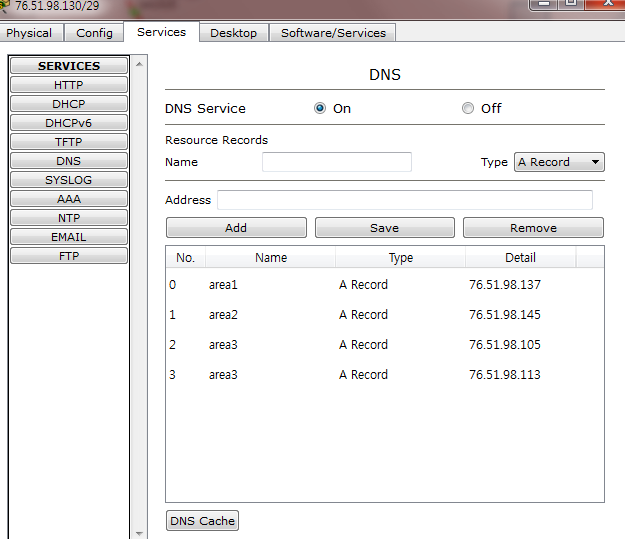 76.51.98.130/29
Physical Config Services Desktop Software/Services
SERVICES
HTTP
DHCP
DHCPv6
TFTP
DNS
SYSLOG
AAA
NTP
EMAIL
FTP
DNS
DNS Service On Off
Resource Records
Name Type A Record
Address
Add Save Remove
No. Name Type Detail
0 area1 A Record 76.51.98.137
1 area2 A Record 76.51.98.145
2 area3 A Record 76.51.98.105
3 area3 A Record 76.51.98.113
DNS Cache